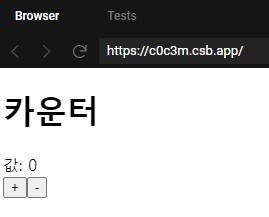 Browser Tests
https://c0c3m.csb.app/
카운터
값: 0
+ -